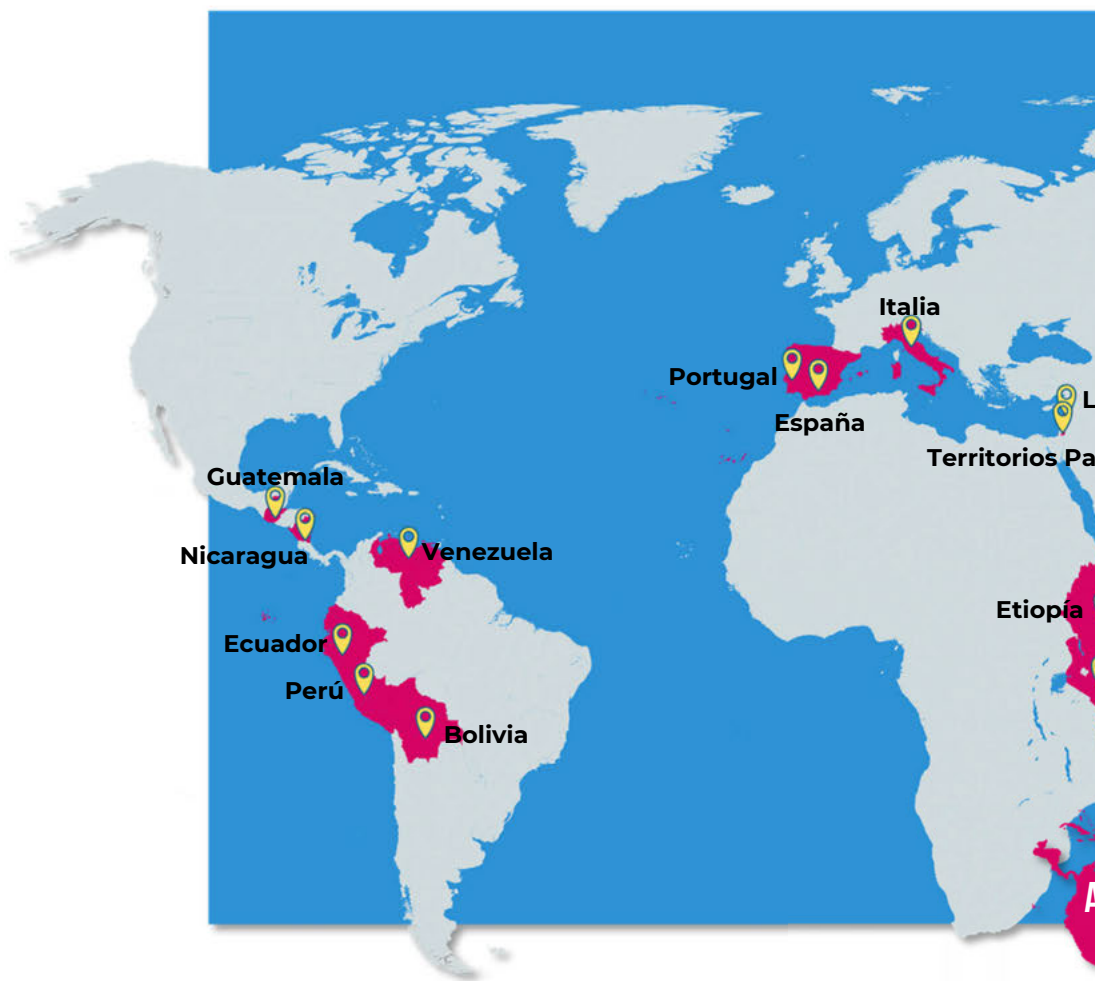 Italia
Portugal
España
L
Territorios Pa
Guatemala
Nicaragua
Venezuela
Etiopía
Ecuador
Perú
Bolivia
A